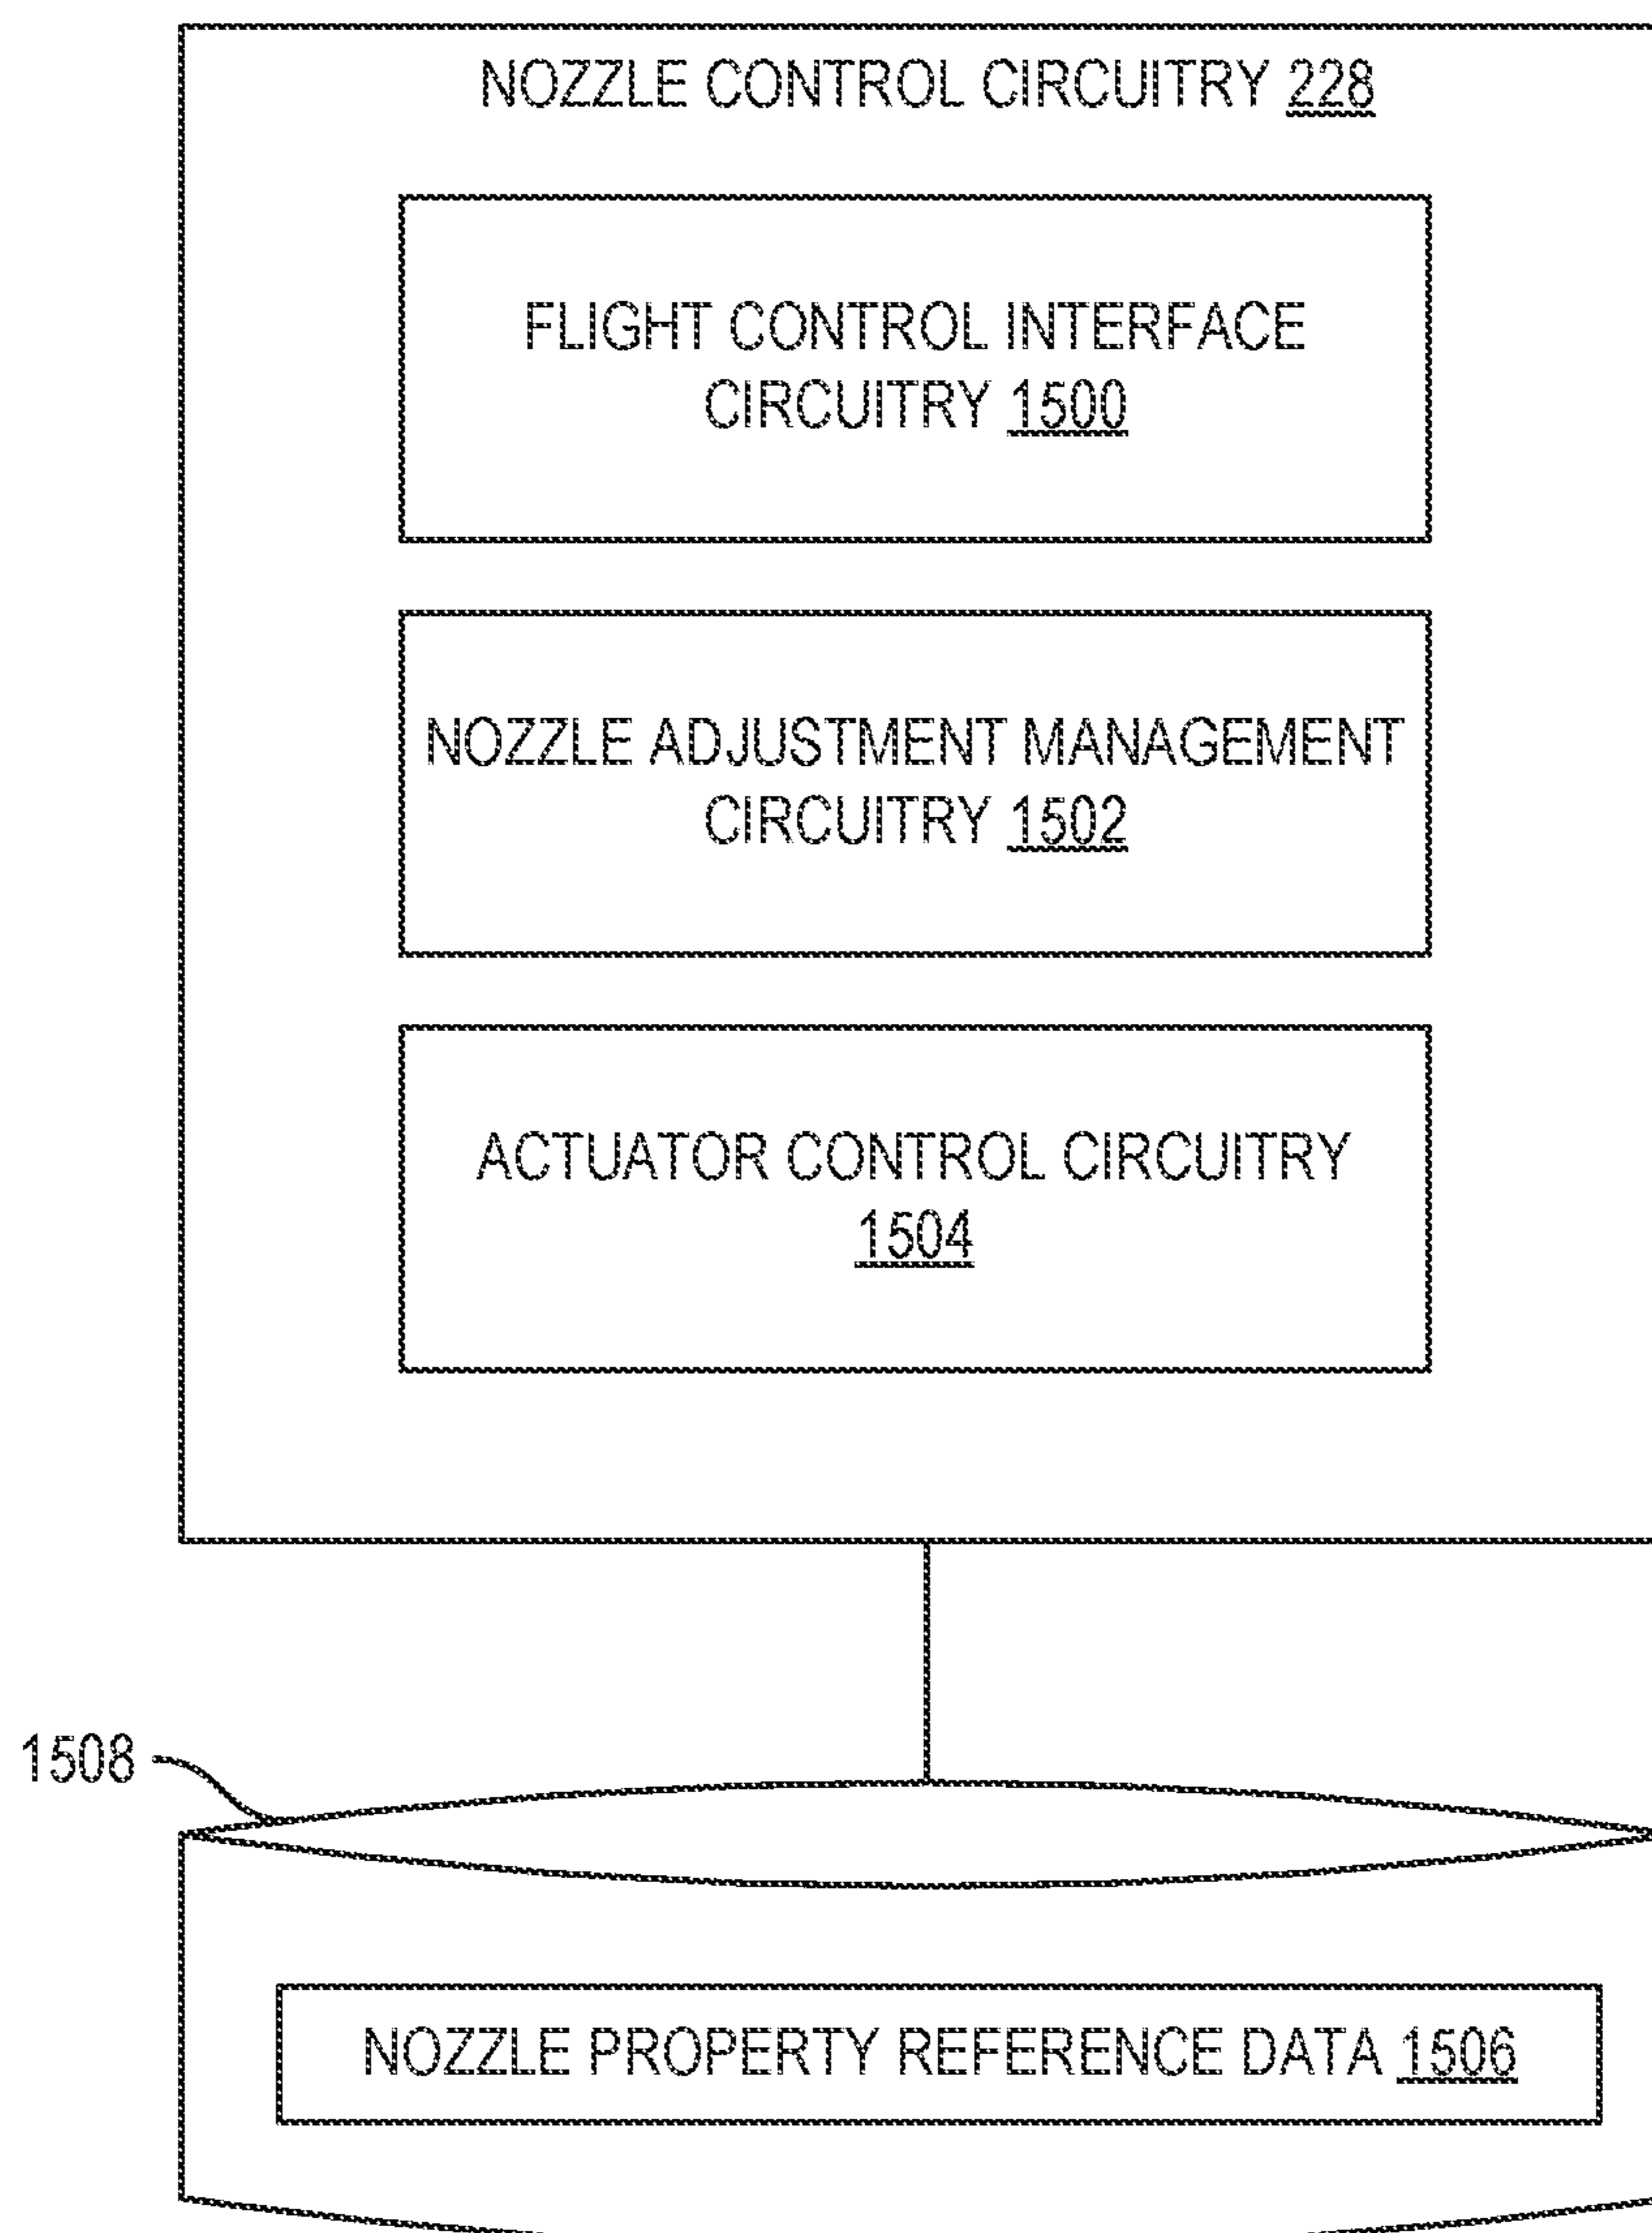 NOZZLE CONTROL CIRCUITRY 228
FLIGHT CONTROL INTERFACE
CIRCUITRY 1500
NOZZLE ADJUSTMENT MANAGEMENT
CIRCUITRY 1502
ACTUATOR CONTROL CIRCUITRY
1504
1508
NOZZLE PROPERTY REFERENCE DATA 1506